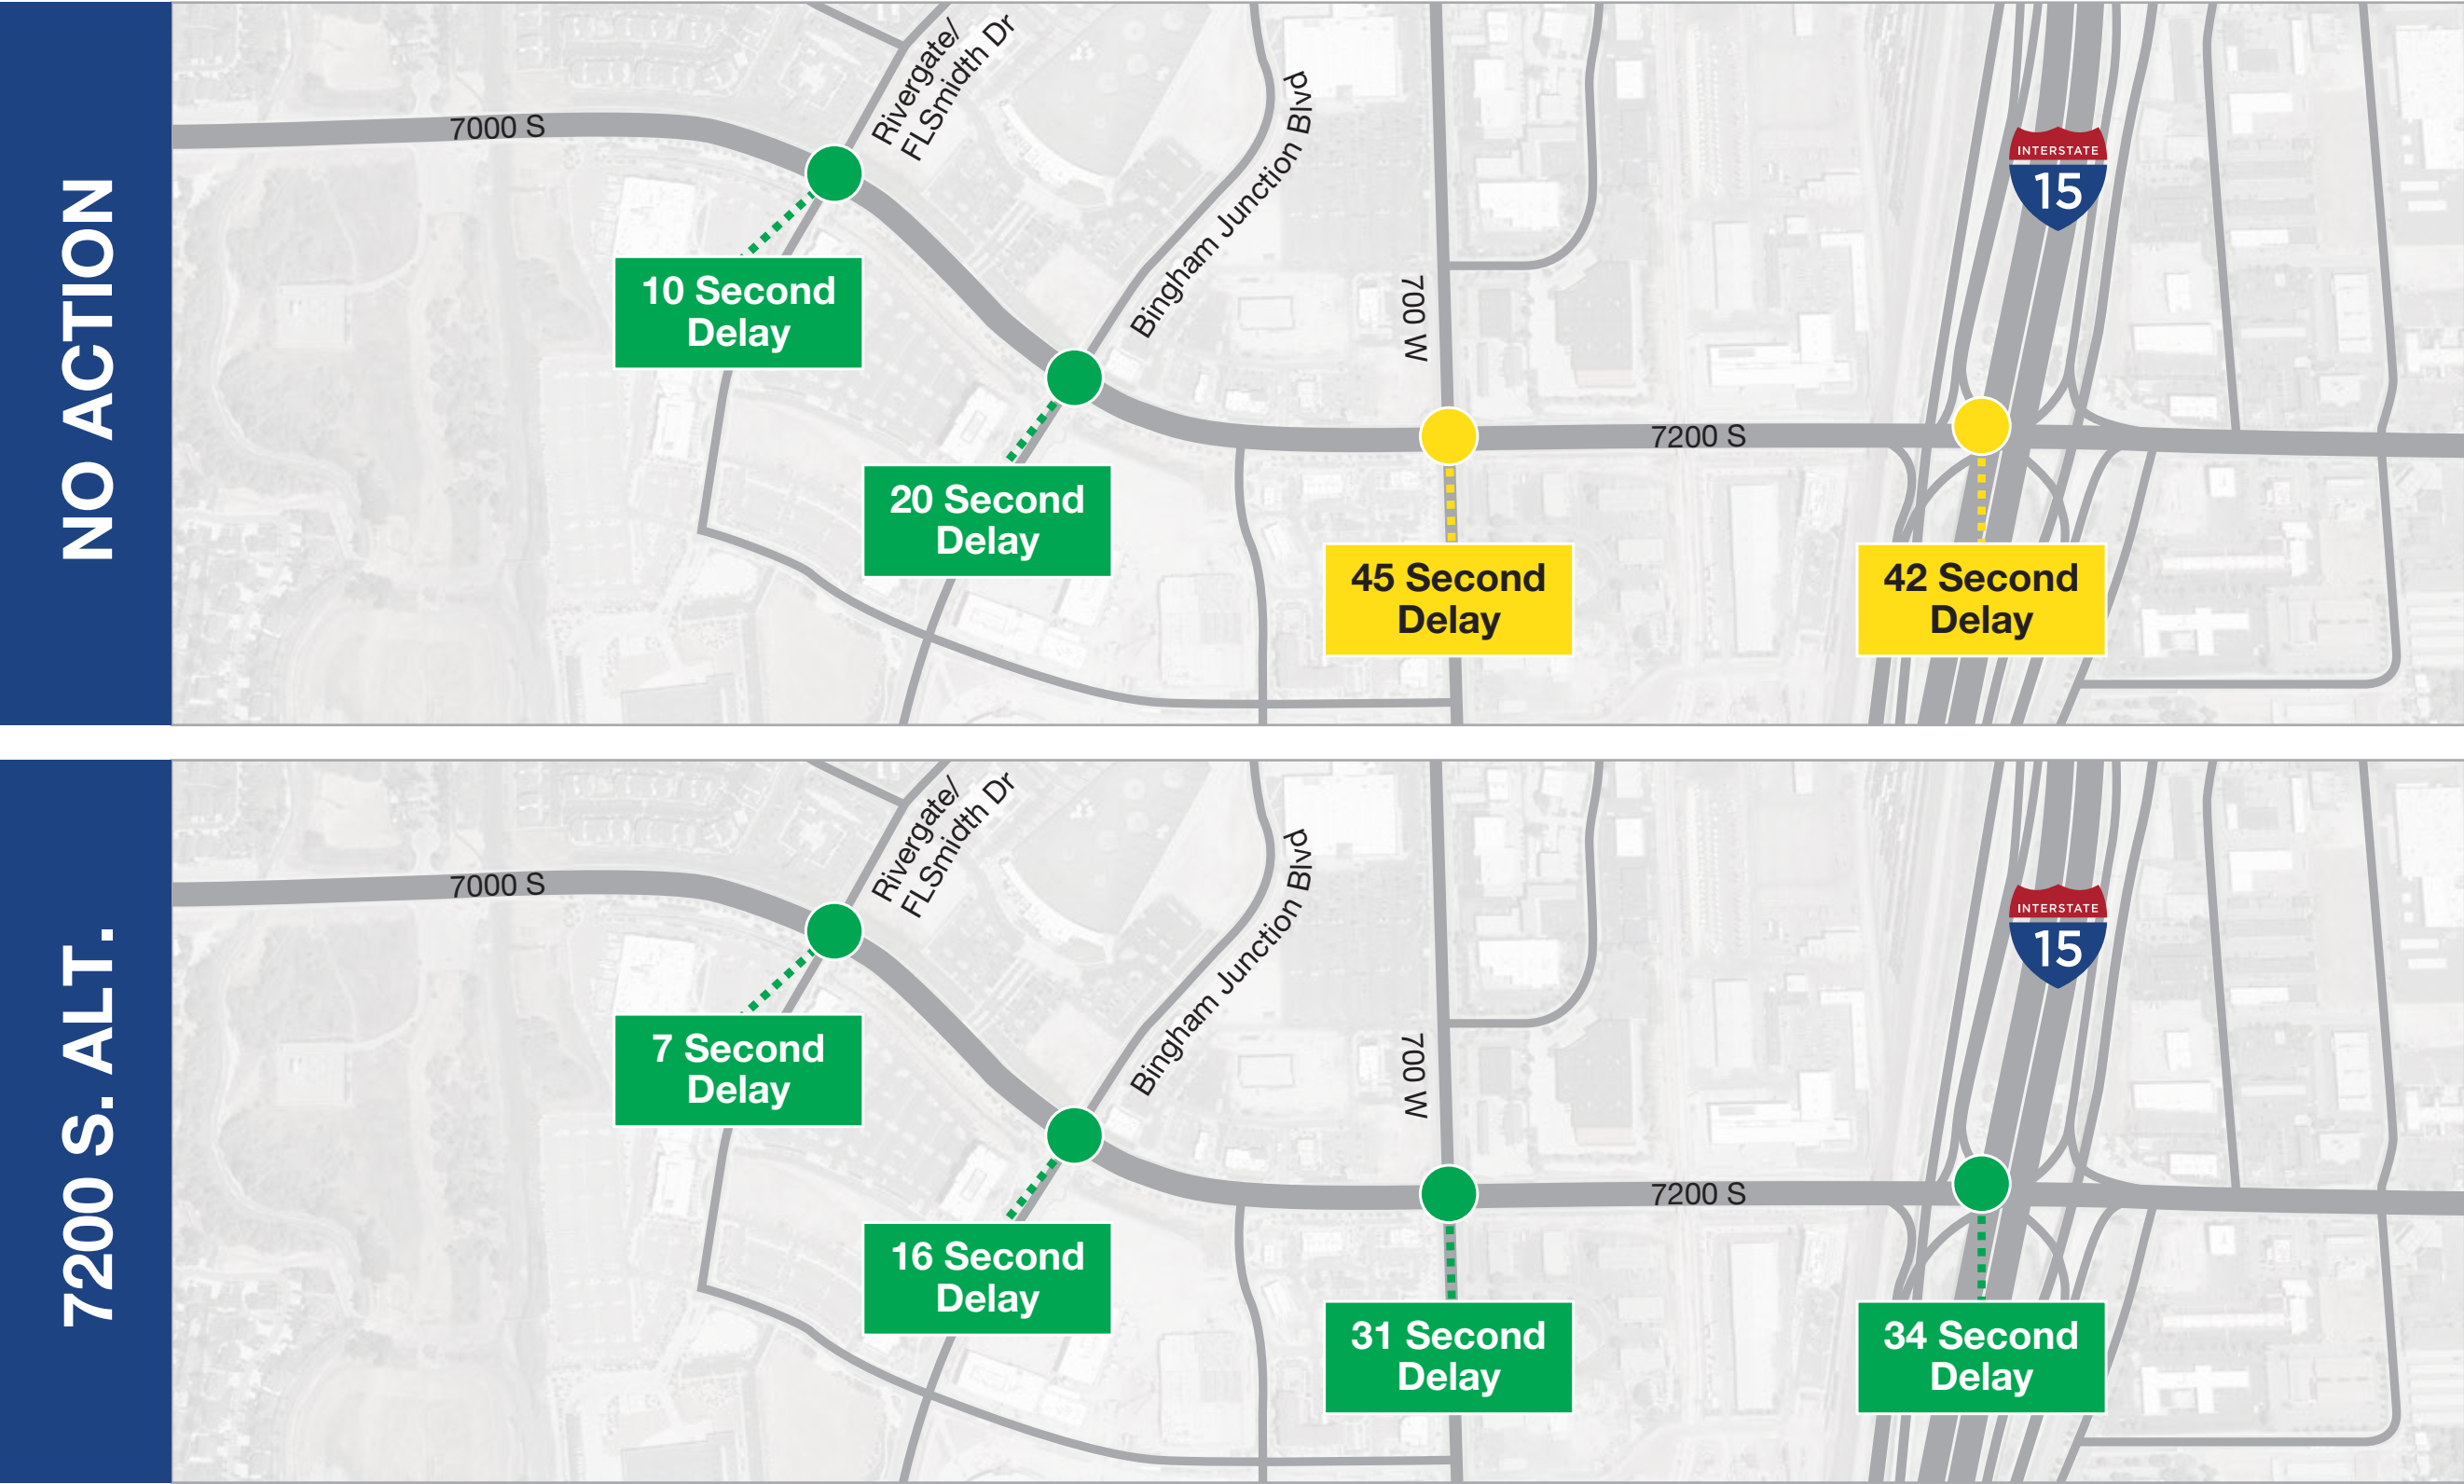 NO ACTION
7000 S
Rivergate/
FLSmidth Dr
Bingham Junction Blvd
700 W
7200 S
INTERSTATE
15
10 Second
Delay
20 Second
Delay
45 Second
Delay
42 Second
Delay
7200 S. ALT.
7000 S
Rivergate/
FLSmidth Dr
Bingham Junction Blvd
700 W
7200 S
INTERSTATE
15
7 Second
Delay
16 Second
Delay
31 Second
Delay
34 Second
Delay